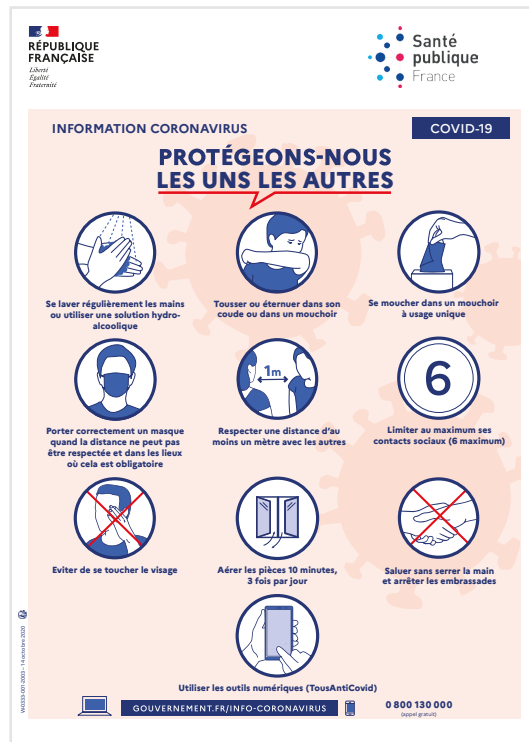 RÉPUBLIQUE
FRANÇAISE
Liberté
Égalité
Fraternité
Santé
publique
France
INFORMATION CORONAVIRUS
COVID-19
PROTÉGEONS-NOUS
LES UNS LES AUTRES
Se laver régulièrement les mains
ou utiliser une solution hydro-
alcoolique
Tousser ou éternuer dans son
coude ou dans un mouchoir
Se moucher dans un mouchoir
à usage unique
1m
6
Porter correctement un masque
quand la distance ne peut pas
être respectée et dans les lieux
où cela est obligatoire
Respecter une distance d'au
moins un mètre avec les autres
Limiter au maximum ses
contacts sociaux (6 maximum)
Eviter de se toucher le visage
Aérer les pièces 10 minutes,
3 fois par jour
Saluer sans serrer la main
et arrêter les embrassades
Utiliser les outils numériques (TousAntiCovid)
GOUVERNEMENT.FR/INFO-CORONAVIRUS
0 800 130 000
(appel gratuit)
14 octobre 2020